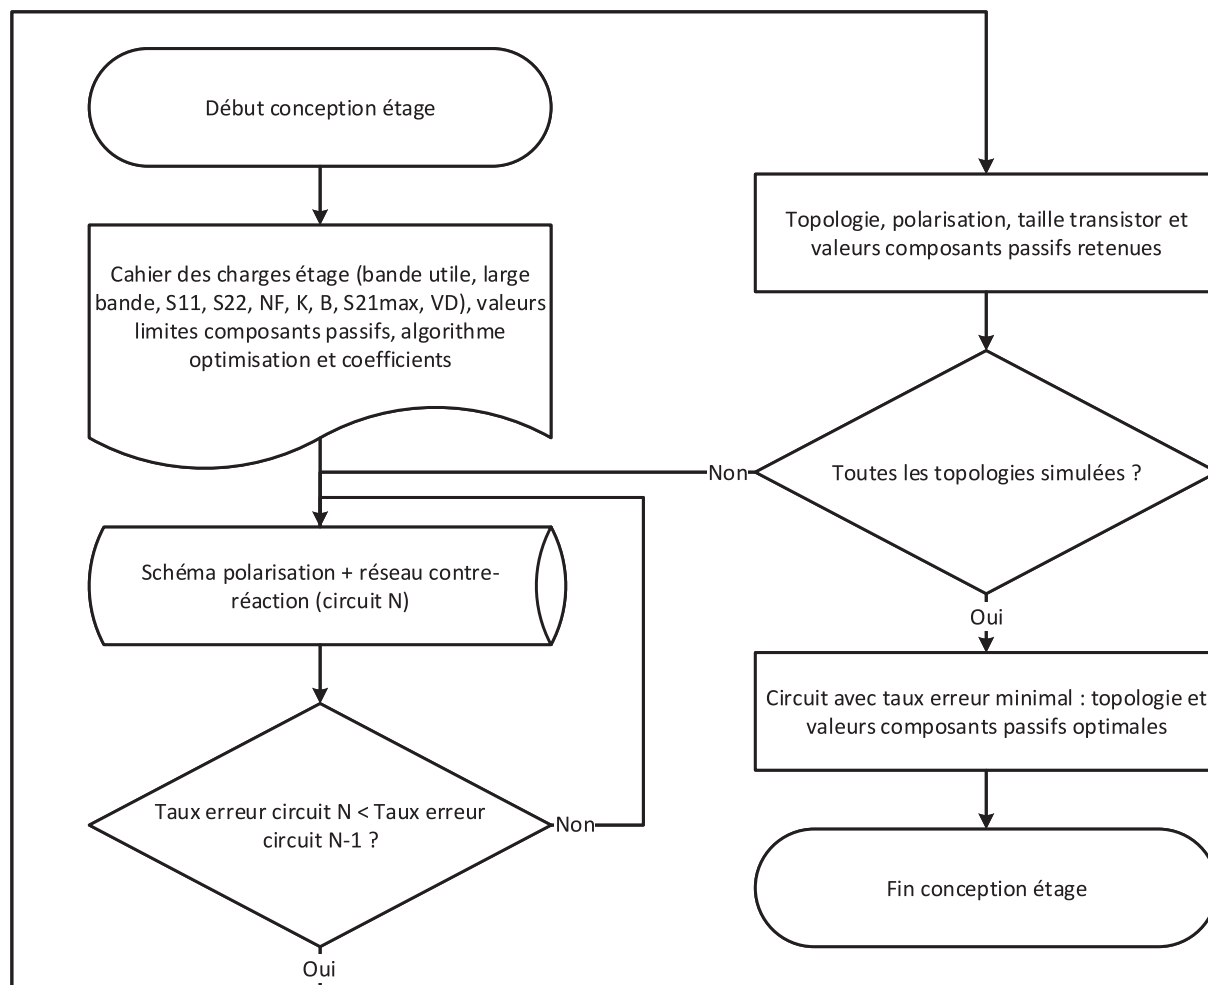 Début conception étage
Cahier des charges étage (bande utile, large
bande, S11, S22, NF, K, B, S21max, VD), valeurs
limites composants passifs, algorithme
optimisation et coefficients
Schéma polarisation + réseau contre-
réaction (circuit N)
Taux erreur circuit N < Taux erreur
circuit N-1 ?
Non
Oui
Topologie, polarisation, taille transistor et
valeurs composants passifs retenues
Toutes les topologies simulées ?
Non
Oui
Circuit avec taux erreur minimal : topologie et
valeurs composants passifs optimales
Fin conception étage